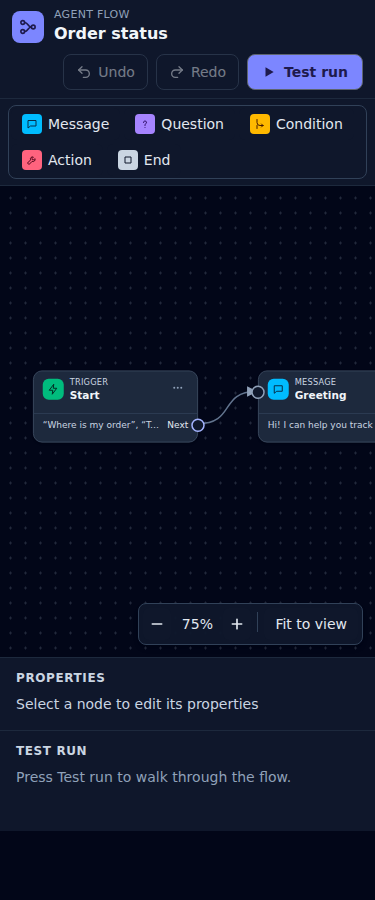 AGENT FLOW
Order status
Undo
Redo
Test run
Message
Question
Condition
Action
End
TRIGGER
Start
“Where is my order”, “T...
Next
MESSAGE
Greeting
Hi! I can help you track
75%
Fit to view
PROPERTIES
Select a node to edit its properties
TEST RUN
Press Test run to walk through the flow.